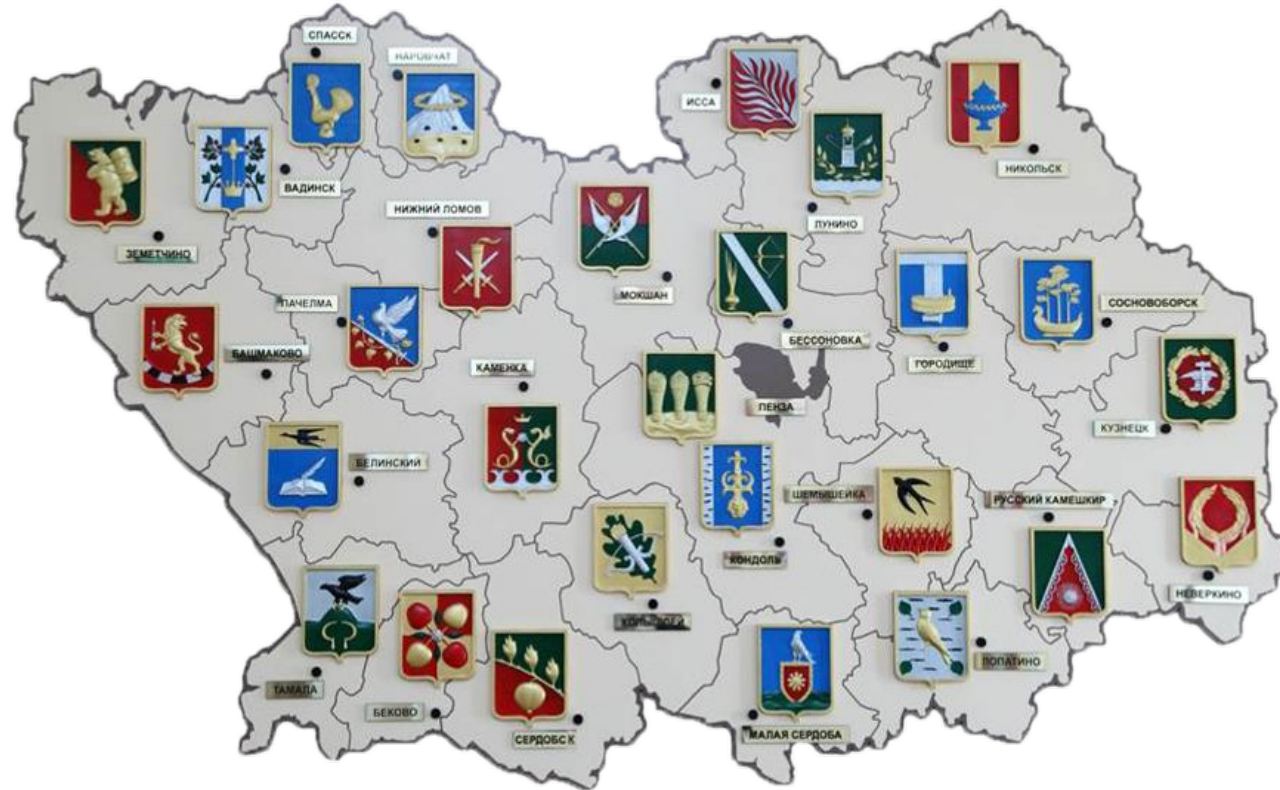 СПАССК
НАРОВЧАТ
ИССА
НИКОЛЬСК
ВАДИНСК
НИЖНИЙ ЛОМОВ
ЛУНИНО
ЗЕМЕТЧИНО
МОКШАН
ПАЧЕЛМА
СОСНОВОБОРСК
БЕССОНОВКА
БАШМАКОВО
ГОРОДИЩЕ
КАМЕНКА
ПЕНЗА
КУЗНЕЦК
БЕЛИНСКИЙ
ШЕМЫШЕЙКА
РУССКИЙ КАМЕШКИР
КОНДОЛЬ
НЕВЕРКИНО
КОЛЫШЛЕЙ
ЛОПАТИНО
ТАМАЛА
БЕКОВО
МАЛАЯ СЕРДОБА
СЕРДОБСК